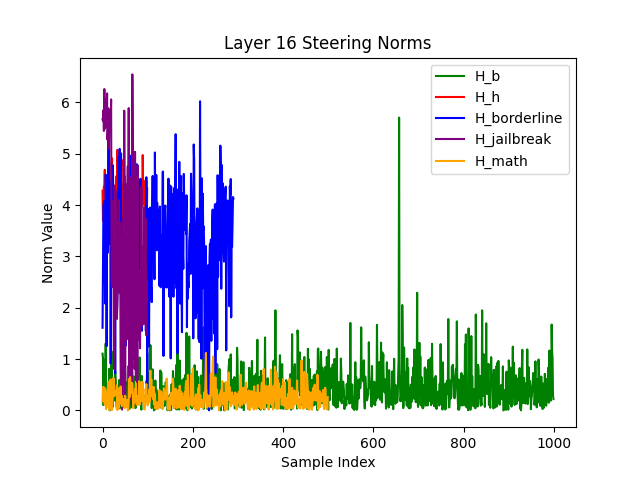 Layer 16 Steering Norms
H_b
H_h
H_borderline
H_jailbreak
H_math
Norm Value
6
5
4
3
2
1
0
0 200 400 600 800 1000
Sample Index